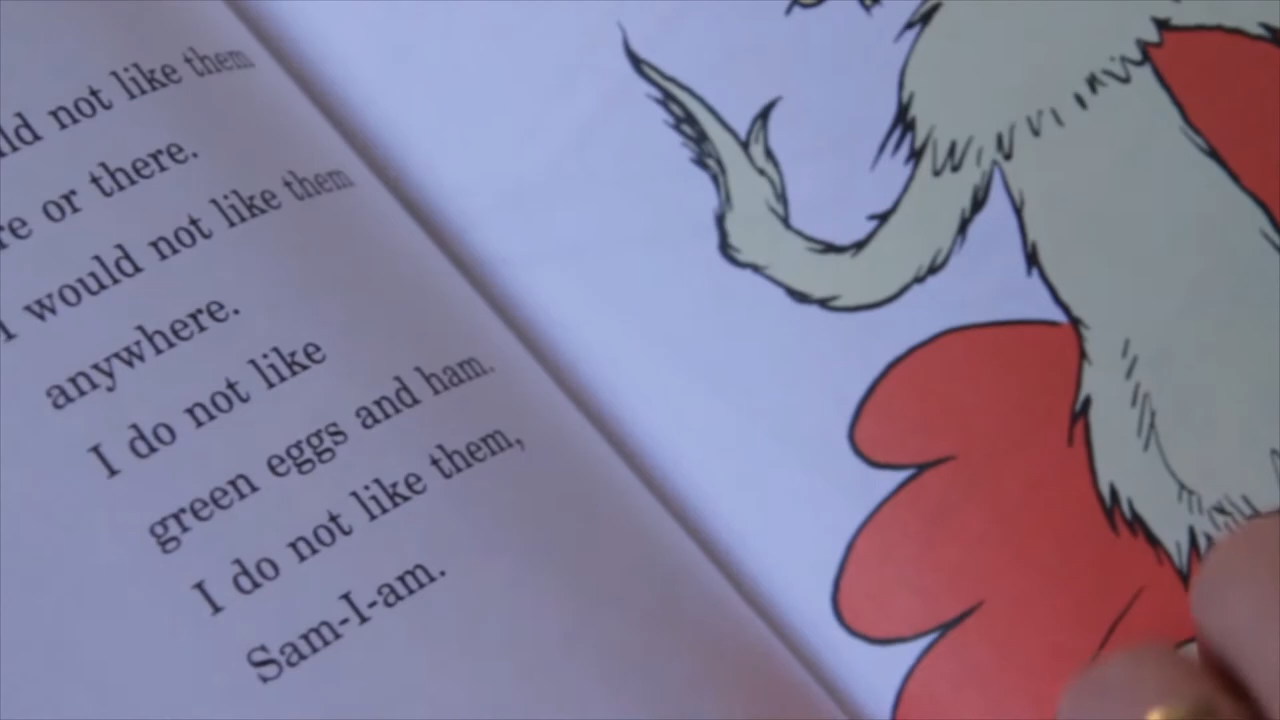 not like them
or there.
would not like them
anywhere.
I do not like
green eggs and ham.
I do not like them,
Sam-I-am.